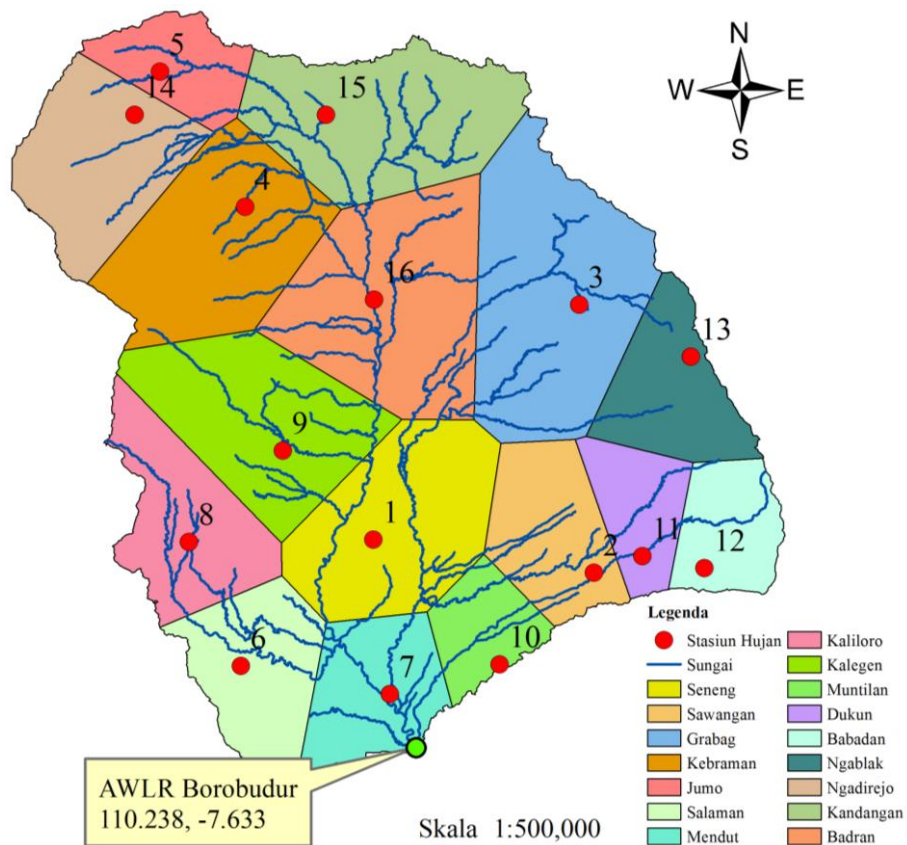 N
W E
S
5
14
15
4
16
3
13
9
8
1
2
11
12
6
7
10
AWLR Borobudur
110.238, -7.633
Skala 1:500,000
Legenda
Stasiun Hujan
Sungai
Seneng
Sawangan
Grabag
Kebraman
Jumo
Salaman
Mendut
Kaliloro
Kalegen
Muntilan
Dukun
Babadan
Ngablak
Ngadirejo
Kandangan
Badran